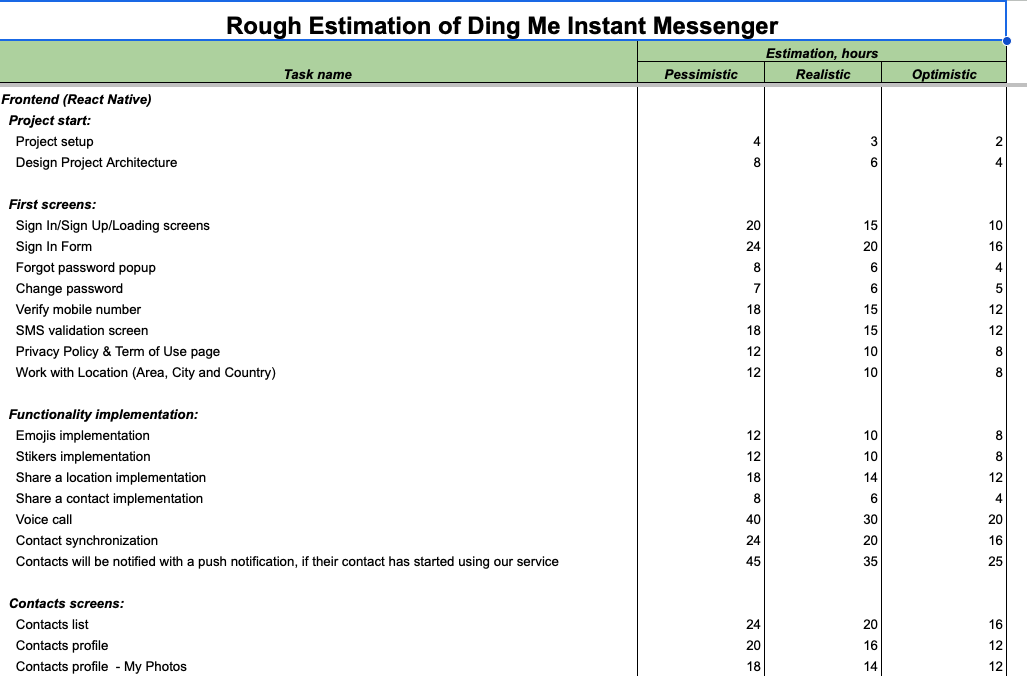 Rough Estimation of Ding Me Instant Messenger
Estimation, hours
Task name Pessimistic Realistic Optimistic
Frontend (React Native)
Project start:
Project setup 4 3 2
Design Project Architecture 8 6 4
First screens:
Sign In/Sign Up/Loading screens 20 15 10
Sign In Form 24 20 16
Forgot password popup 8 6 4
Change password 7 6 5
Verify mobile number 18 15 12
SMS validation screen 18 15 12
Privacy Policy & Term of Use page 12 10 8
Work with Location (Area, City and Country) 12 10 8
Functionality implementation:
Emojis implementation 12 10 8
Stikers implementation 12 10 8
Share a location implementation 18 14 12
Share a contact implementation 8 6 4
Voice call 40 30 20
Contact synchronization 24 20 16
Contacts will be notified with a push notification, if their contact has started using our service 45 35 25
Contacts screens:
Contacts list 24 20 16
Contacts profile 20 16 12
Contacts profile - My Photos 18 14 12